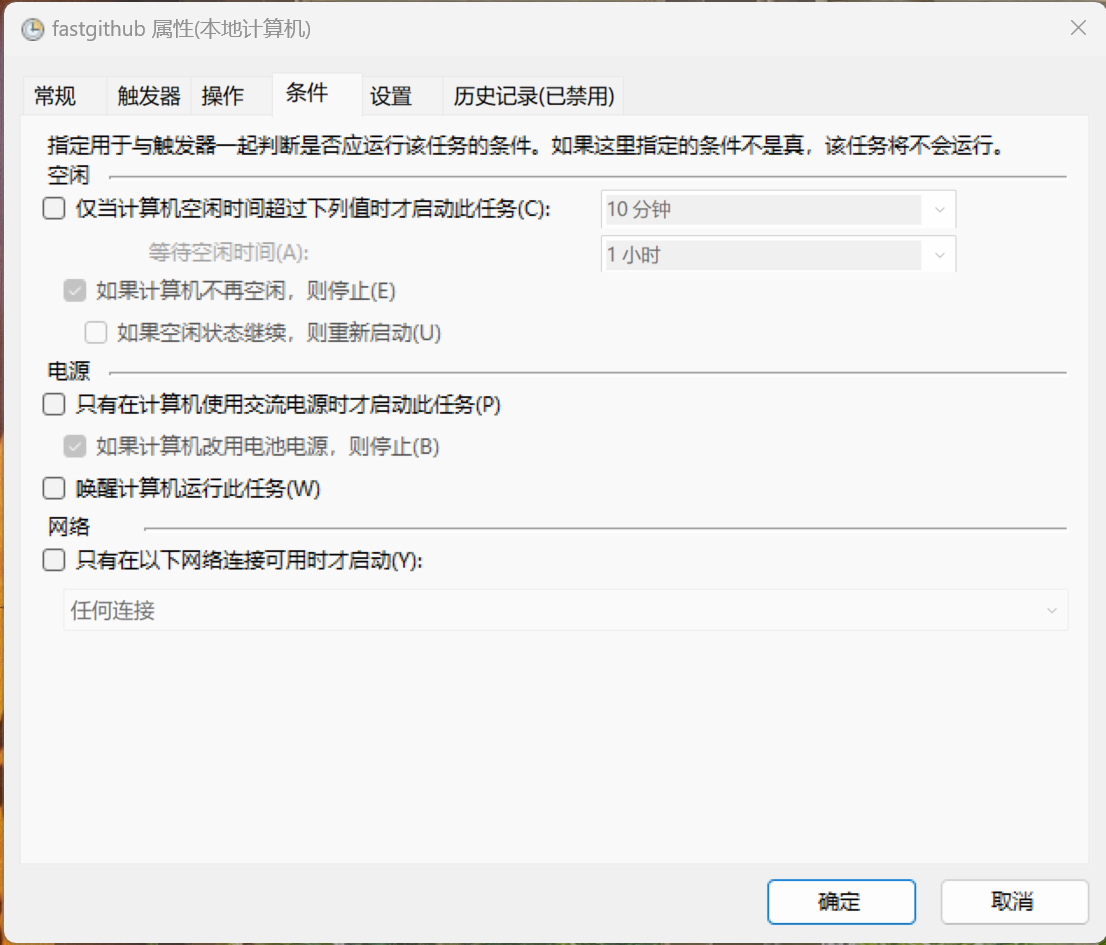 fastgithub 属性(本地计算机)
常规 触发器 操作 条件 设置 历史记录(已禁用)
指定用于与触发器一起判断是否应运行该任务的条件。如果这里指定的条件不是真，该任务将不会运行。
空闲
仅当计算机空闲时间超过下列值时才启动此任务(C): 10 分钟
等待空闲时间(A): 1 小时
如果计算机不再空闲，则停止(E)
如果空闲状态继续，则重新启动(U)
电源
只有在计算机使用交流电源时才启动此任务(P)
如果计算机改用电池电源，则停止(B)
唤醒计算机运行此任务(W)
网络
只有在以下网络连接可用时才启动(Y):
任何连接
确定 取消